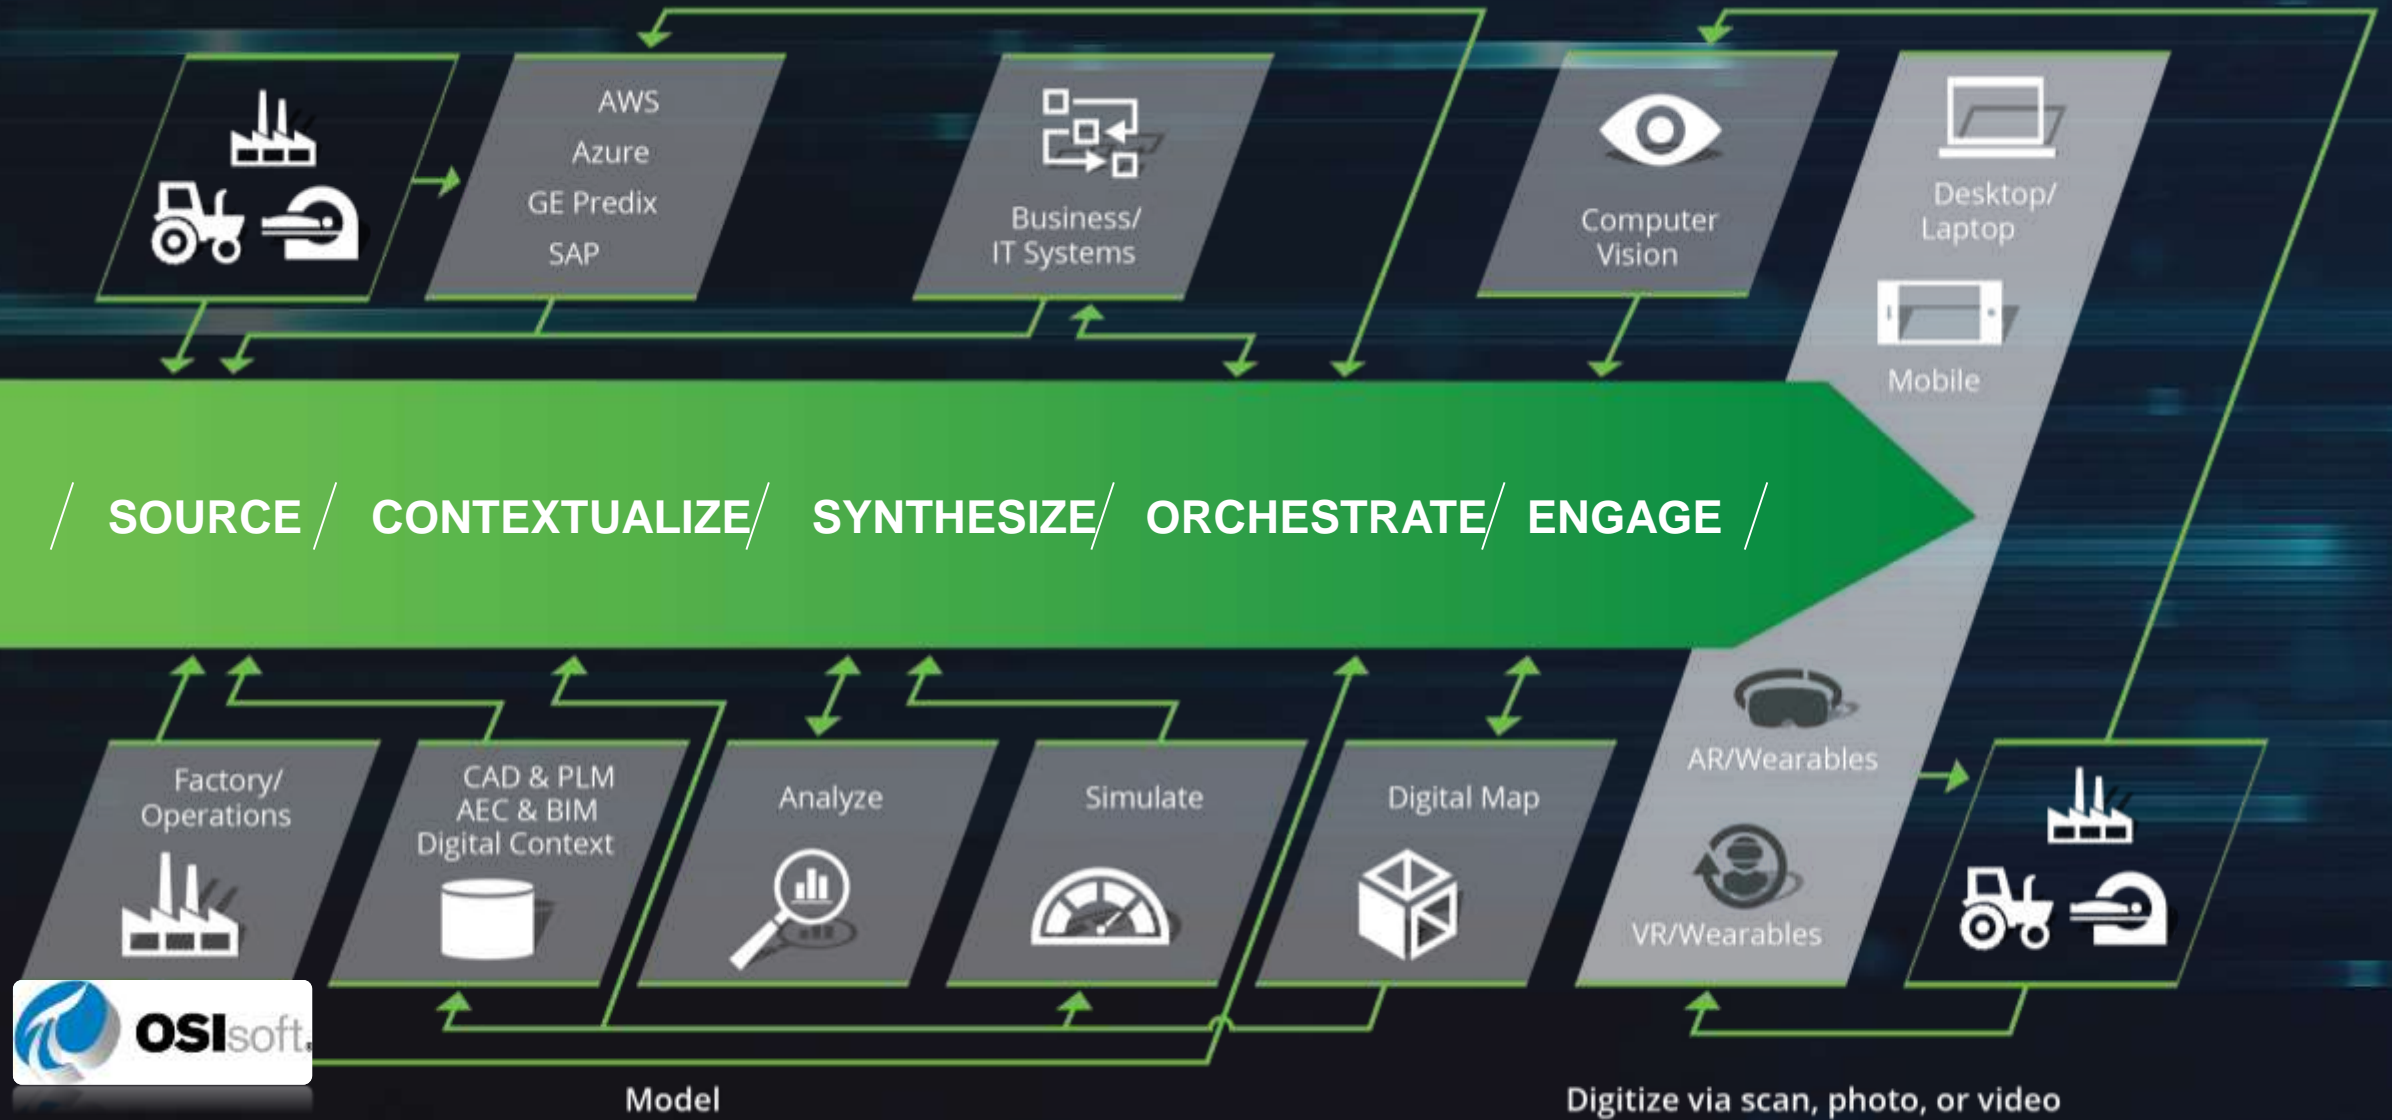 AWS
Azure
GE Predix
SAP
Business/
IT Systems
Computer
Vision
Desktop/
Laptop
Mobile
SOURCE / CONTEXTUALIZE / SYNTHESIZE / ORCHESTRATE / ENGAGE
Factory/
Operations
CAD & PLM
AEC & BIM
Digital Context
Analyze
Simulate
Digital Map
AR/Wearables
VR/Wearables
OSIsoft.
Model
Digitize via scan, photo, or video